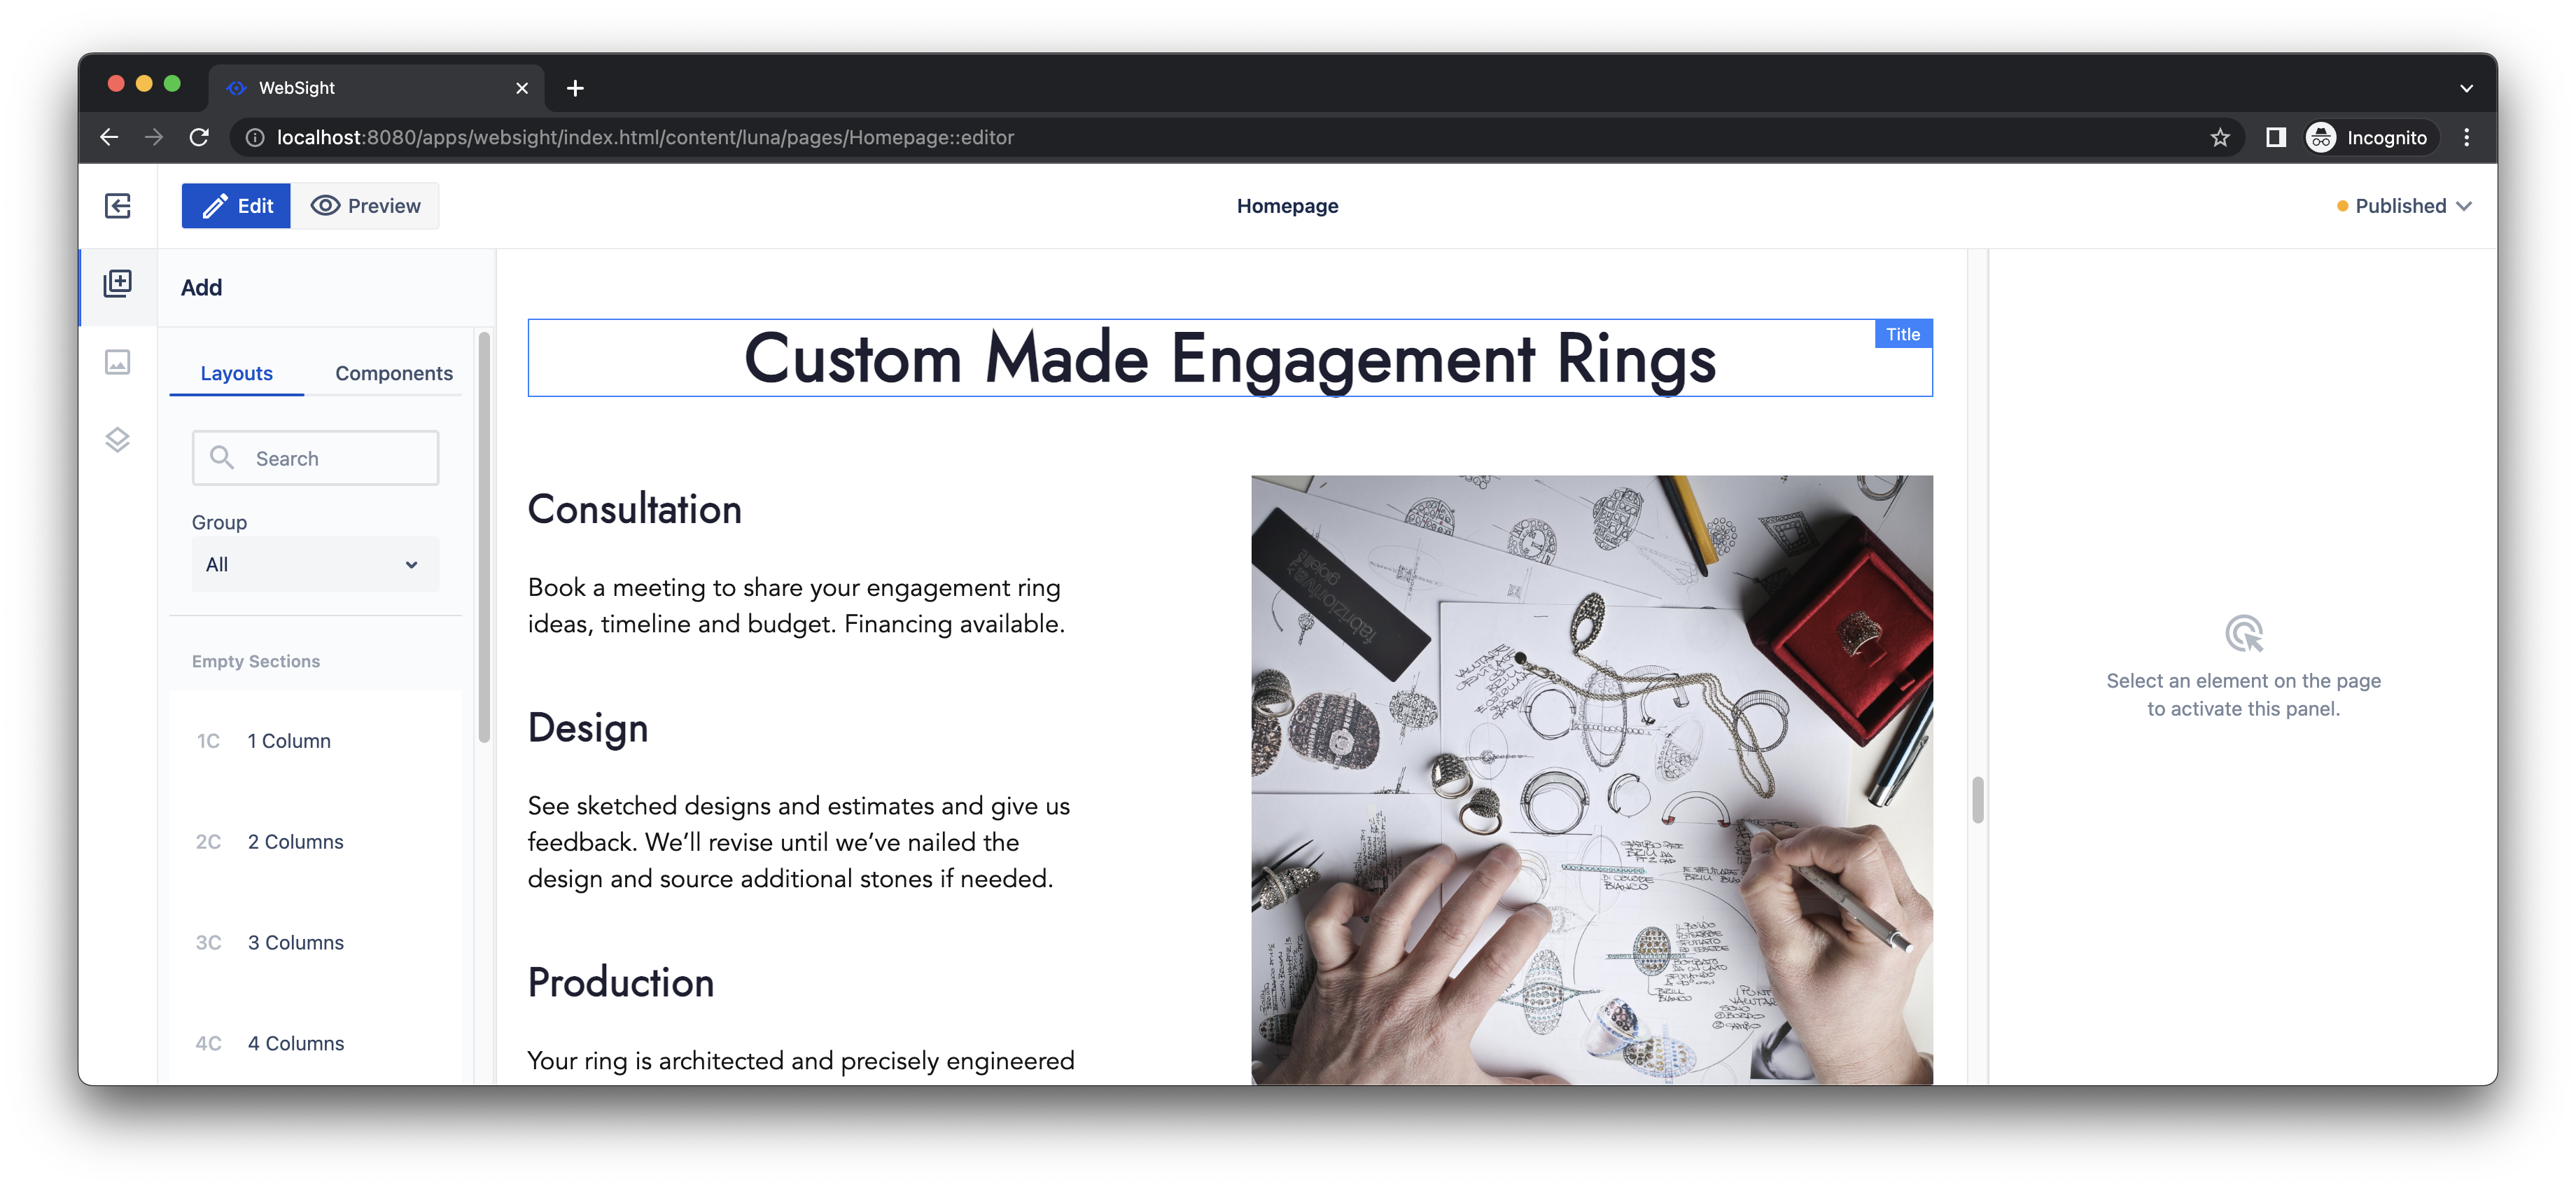 WebSight
localhost:8080/apps/websight/index.html/content/luna/pages/Homepage::editor
Incognito
Edit
Preview
Homepage
Published
Add
Layouts
Components
Search
Group
All
Empty Sections
1C 1 Column
2C 2 Columns
3C 3 Columns
4C 4 Columns
Title
Custom Made Engagement Rings
Consultation
Book a meeting to share your engagement ring
ideas, timeline and budget. Financing available.
Design
See sketched designs and estimates and give us
feedback. We’ll revise until we’ve nailed the
design and source additional stones if needed.
Production
Your ring is architected and precisely engineered
BIANCO
BRILL
BIANCO
Select an element on the page
to activate this panel.